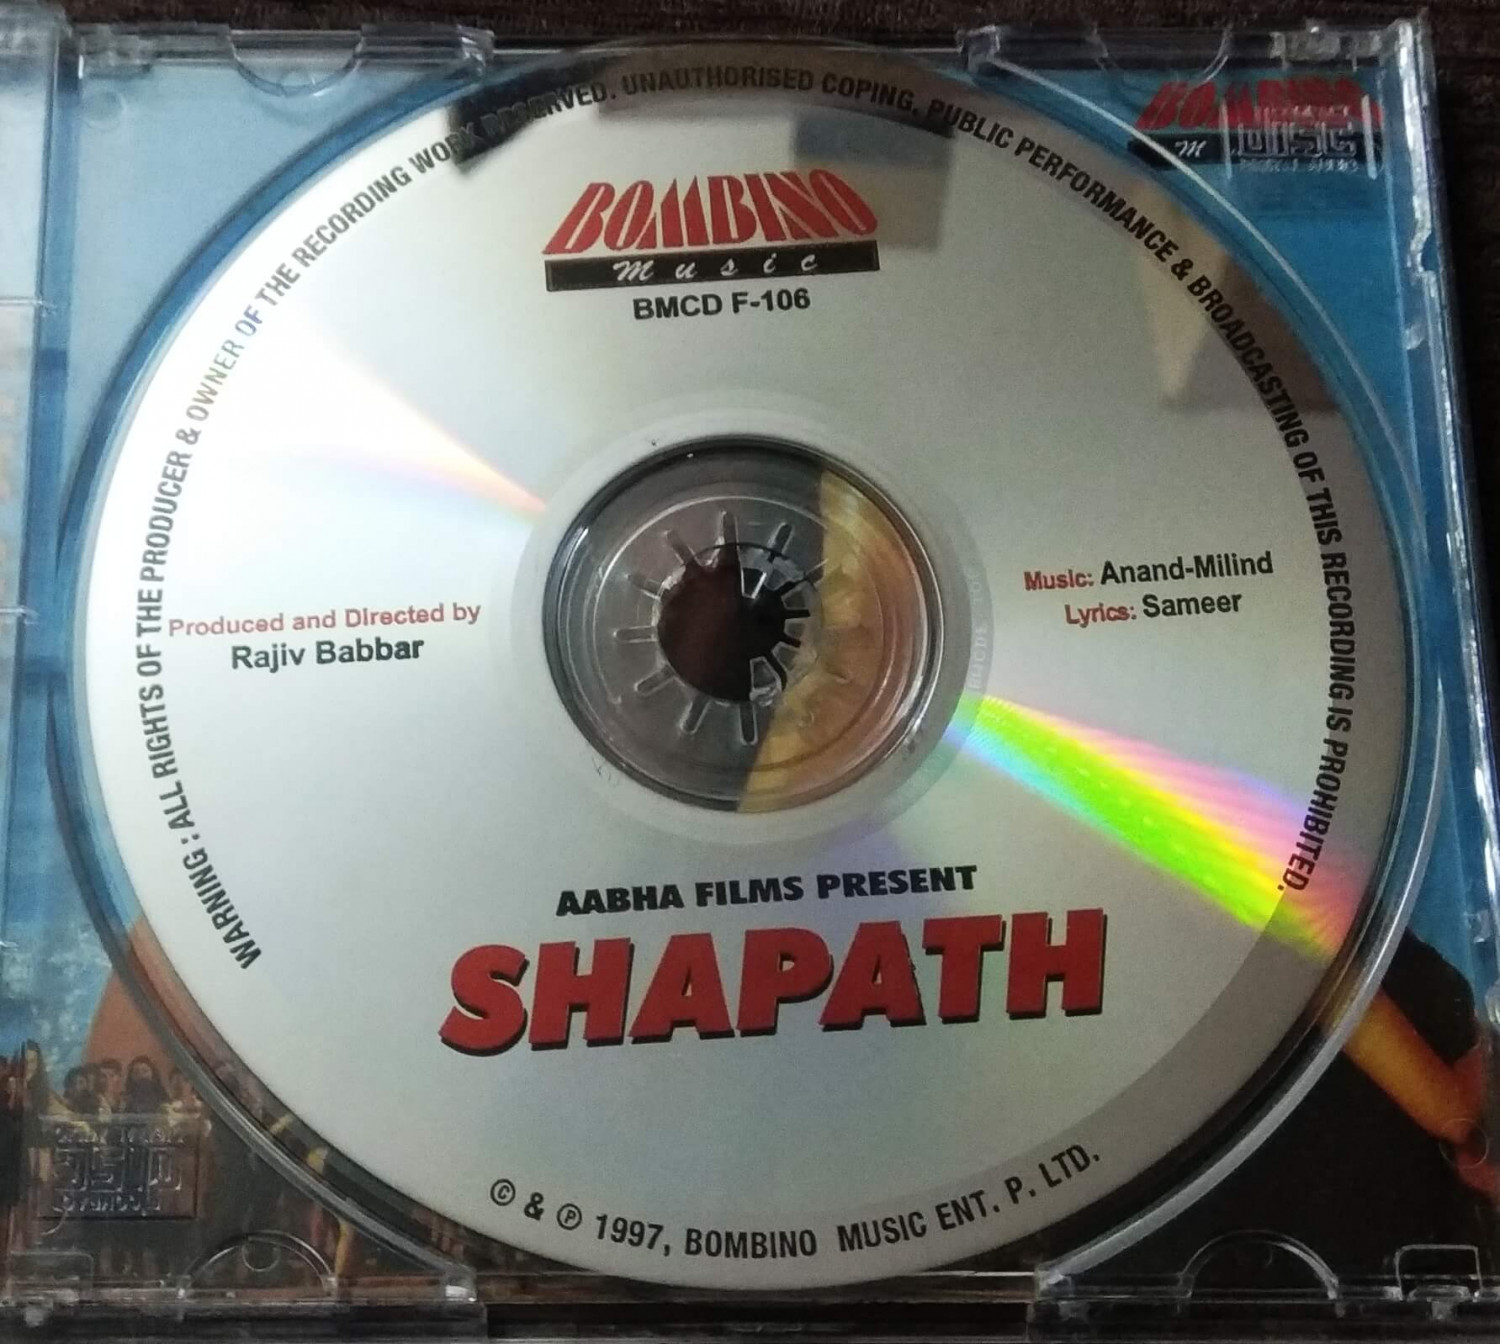 WARNING : ALL RIGHTS OF THE PRODUCER & OWNER OF THE RECORDING WORK RESERVED. UNAUTHORISED COPING, PUBLIC PERFORMANCE & BROADCASTING OF THIS RECORDING IS PROHIBITED.
BOMBINO
Music
BMCD F-106
BOMBINO
M
DISC
Produced and Directed by
Rajiv Babbar
Music: Anand-Milind
Lyrics: Sameer
AABHA FILMS PRESENT
SHAPATH
© & ℗ 1997, BOMBINO MUSIC ENT. P. LTD.